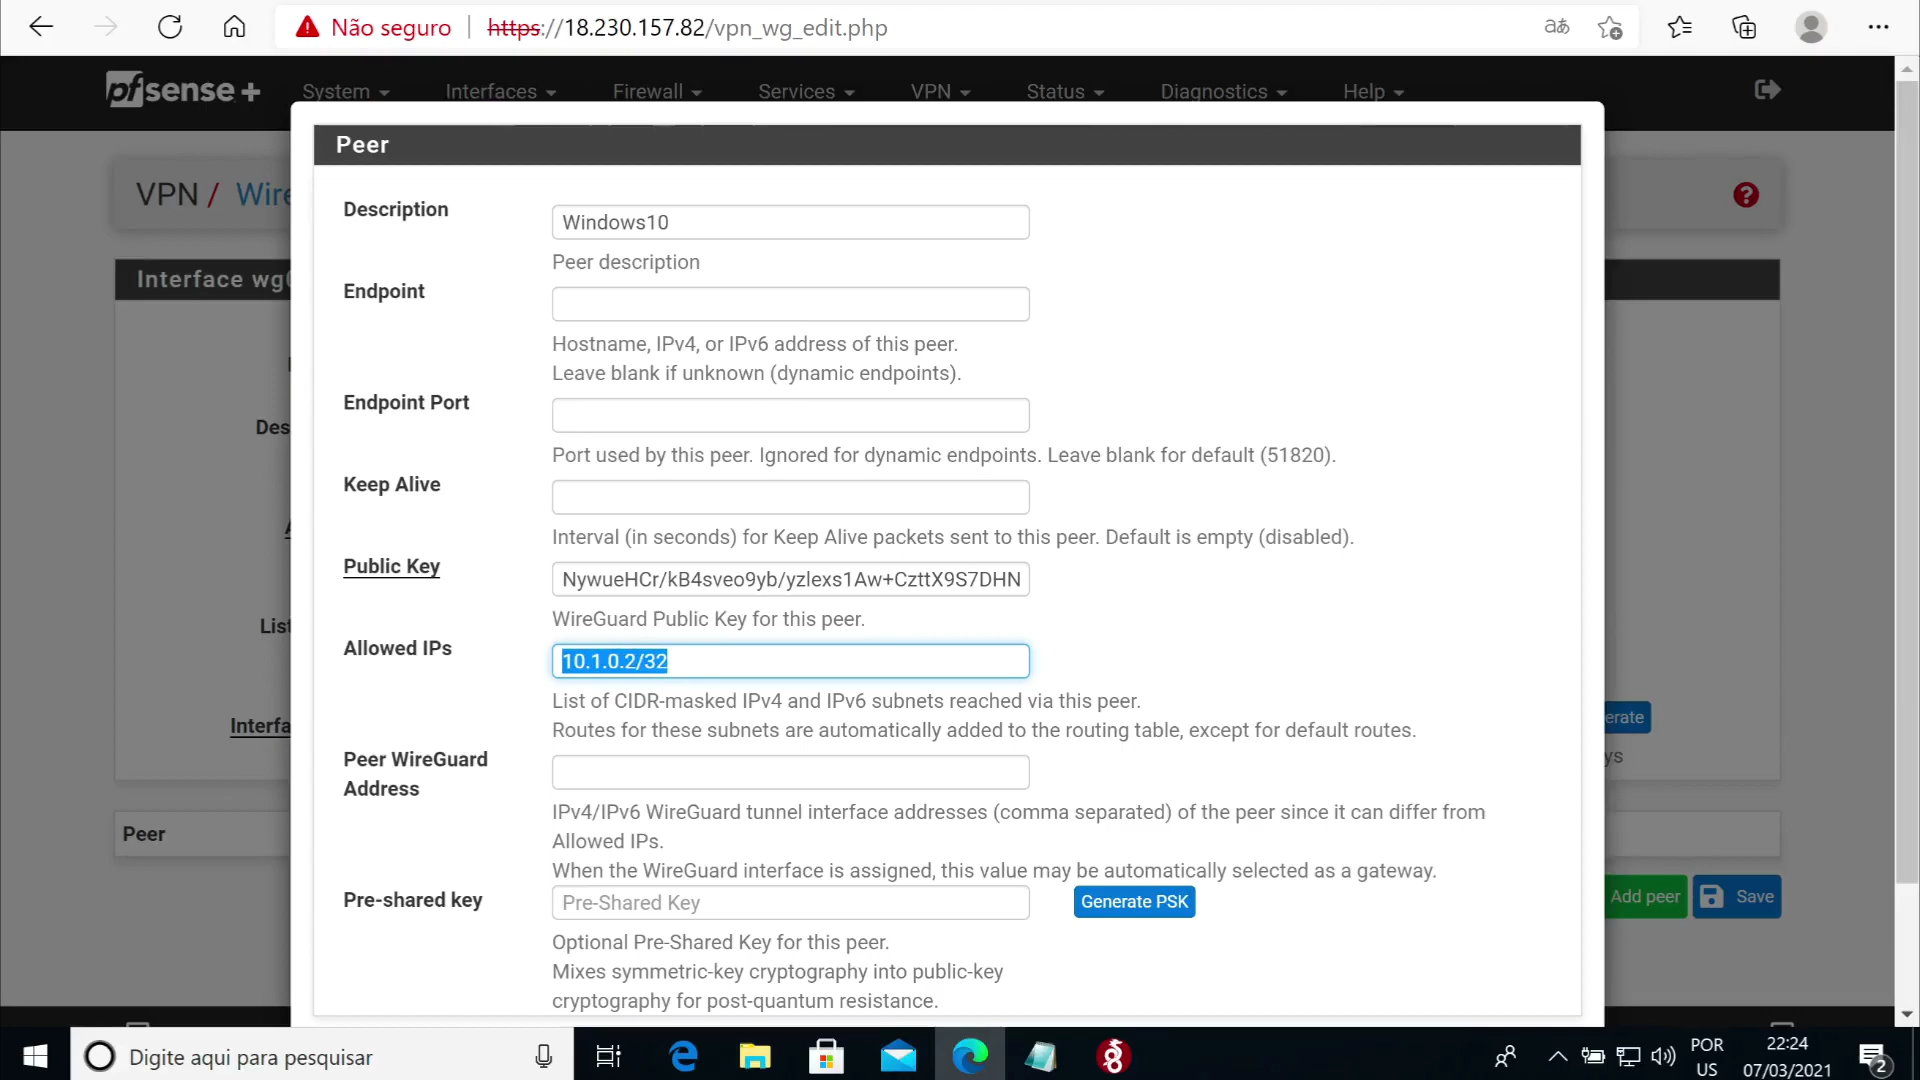 Não seguro
https://18.230.157.82/vpn_wg_edit.php
aあ
pfsense +
System
Interfaces
Firewall
Services
VPN
Status
Diagnostics
Help
Peer
VPN / Wire
Interface wg
Description
Windows10
Peer description
Endpoint
Hostname, IPv4, or IPv6 address of this peer.
Leave blank if unknown (dynamic endpoints).
Endpoint Port
Des
Port used by this peer. Ignored for dynamic endpoints. Leave blank for default (51820).
Keep Alive
Interval (in seconds) for Keep Alive packets sent to this peer. Default is empty (disabled).
Public Key
NywueHCr/kB4sveo9yb/yzlexs1Aw+CzttX9S7DHN
WireGuard Public Key for this peer.
List
Allowed IPs
10.1.0.2/32
List of CIDR-masked IPv4 and IPv6 subnets reached via this peer.
Routes for these subnets are automatically added to the routing table, except for default routes.
Interfa
erate
ys
Peer WireGuard
Address
IPv4/IPv6 WireGuard tunnel interface addresses (comma separated) of the peer since it can differ from
Allowed IPs.
When the WireGuard interface is assigned, this value may be automatically selected as a gateway.
Peer
Pre-shared key
Pre-Shared Key
Generate PSK
Add peer
Save
Optional Pre-Shared Key for this peer.
Mixes symmetric-key cryptography into public-key
cryptography for post-quantum resistance.
Digite aqui para pesquisar
POR
US
22:24
07/03/2021
2